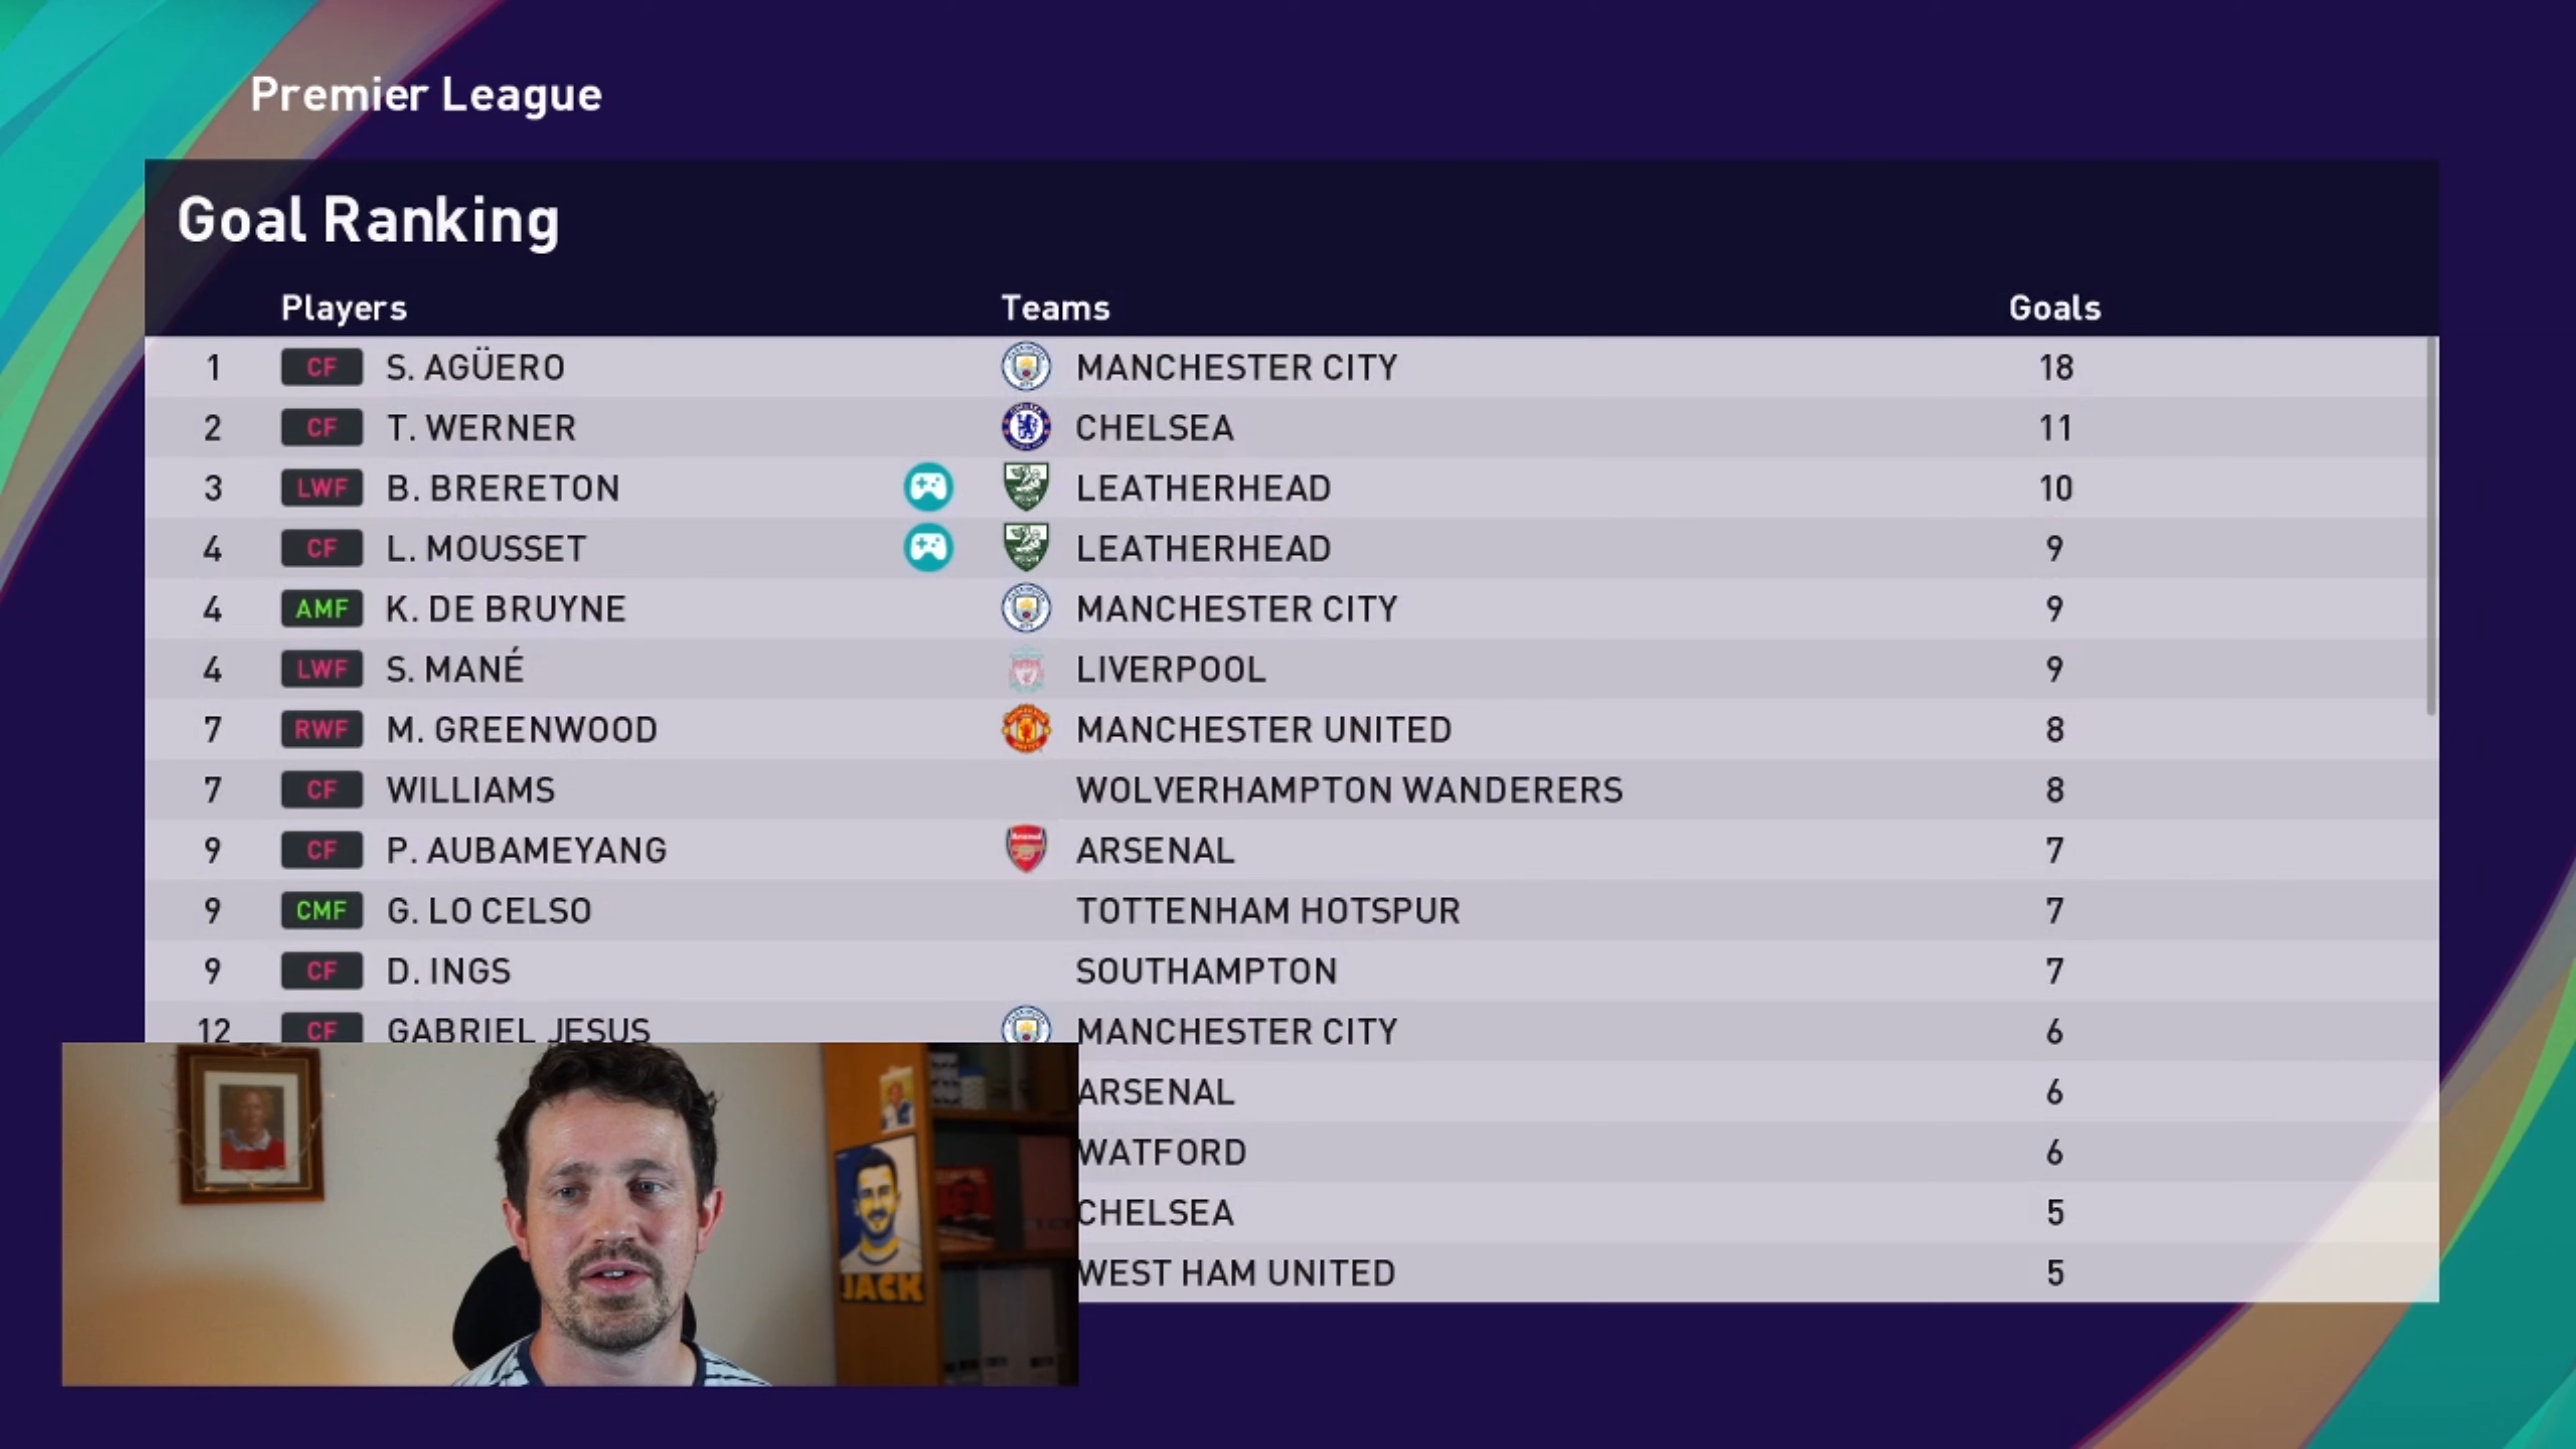 Premier League
Goal Ranking
Players Teams Goals
1 CF S. AGÜERO MANCHESTER CITY 18
2 CF T. WERNER CHELSEA 11
3 LWF B. BRERETON LEATHERHEAD 10
4 CF L. MOUSSET LEATHERHEAD 9
4 AMF K. DE BRUYNE MANCHESTER CITY 9
4 LWF S. MANÉ LIVERPOOL 9
7 RWF M. GREENWOOD MANCHESTER UNITED 8
7 CF WILLIAMS WOLVERHAMPTON WANDERERS 8
9 CF P. AUBAMEYANG ARSENAL 7
9 CMF G. LO CELSO TOTTENHAM HOTSPUR 7
9 CF D. INGS SOUTHAMPTON 7
12 CF GABRIEL JESUS MANCHESTER CITY 6
ARSENAL 6
WATFORD 6
CHELSEA 5
WEST HAM UNITED 5
JACK